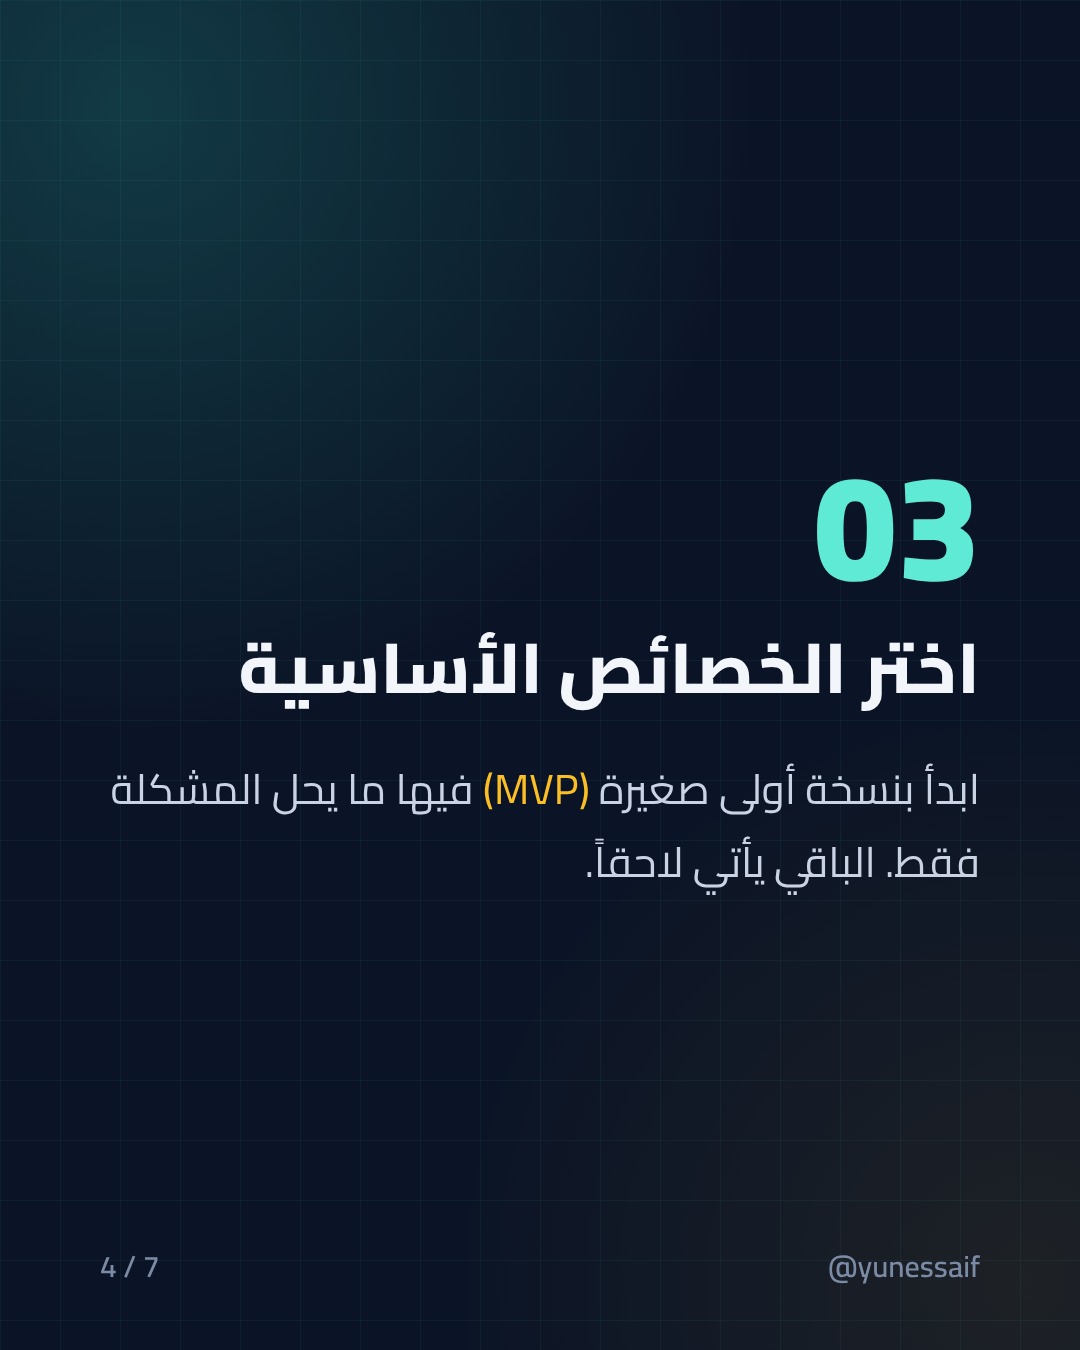 03
اختر الخصائص الأساسية
ابدأ بنسخة أولى صغيرة (MVP) فيها ما يحل المشكلة
فقط. الباقي يأتي لاحقاً.
@yunessaif
4 / 7